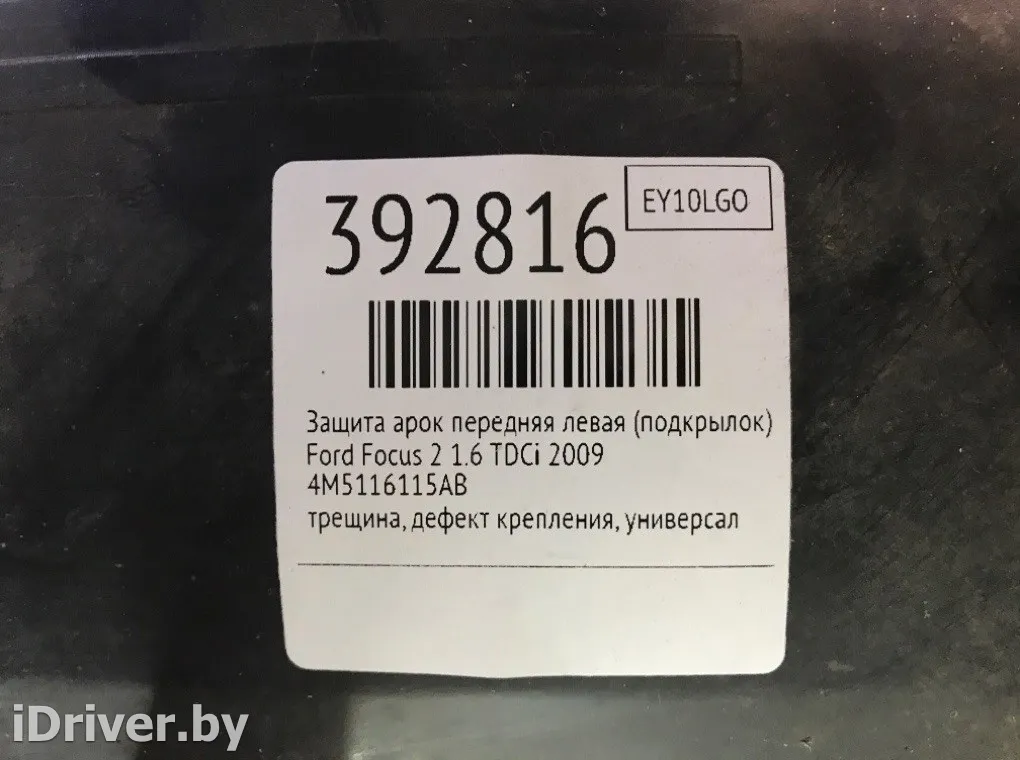 392816
EY10LGO
Защита арок передняя левая (подкрылок)
Ford Focus 2 1.6 TDCi 2009
4M5116115AB
трещина, дефект крепления, универсал
iDriver.by